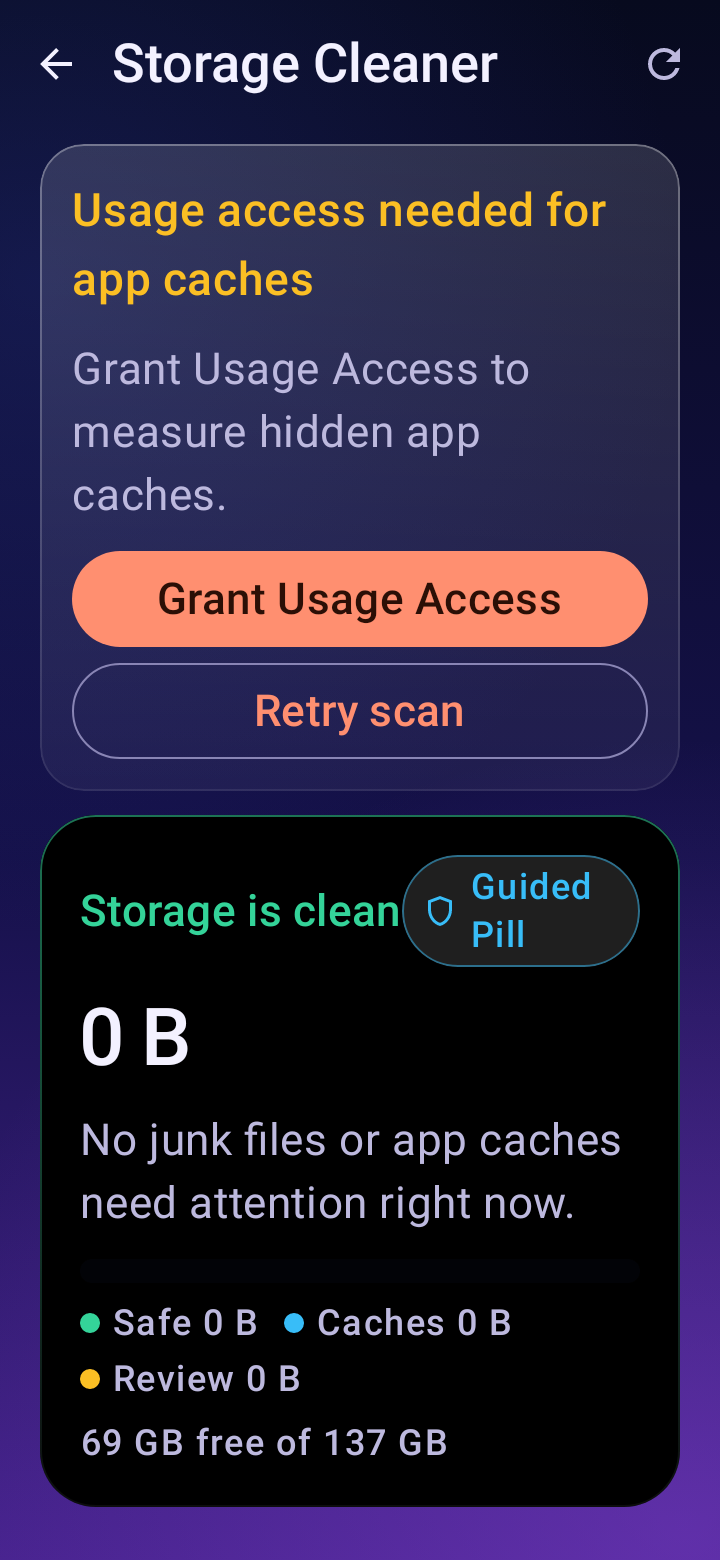 Storage Cleaner
Usage access needed for
app caches
Grant Usage Access to
measure hidden app
caches.
Grant Usage Access
Retry scan
Storage is clean
Guided
Pill
0 B
No junk files or app caches
need attention right now.
Safe 0 B Caches 0 B
Review 0 B
69 GB free of 137 GB